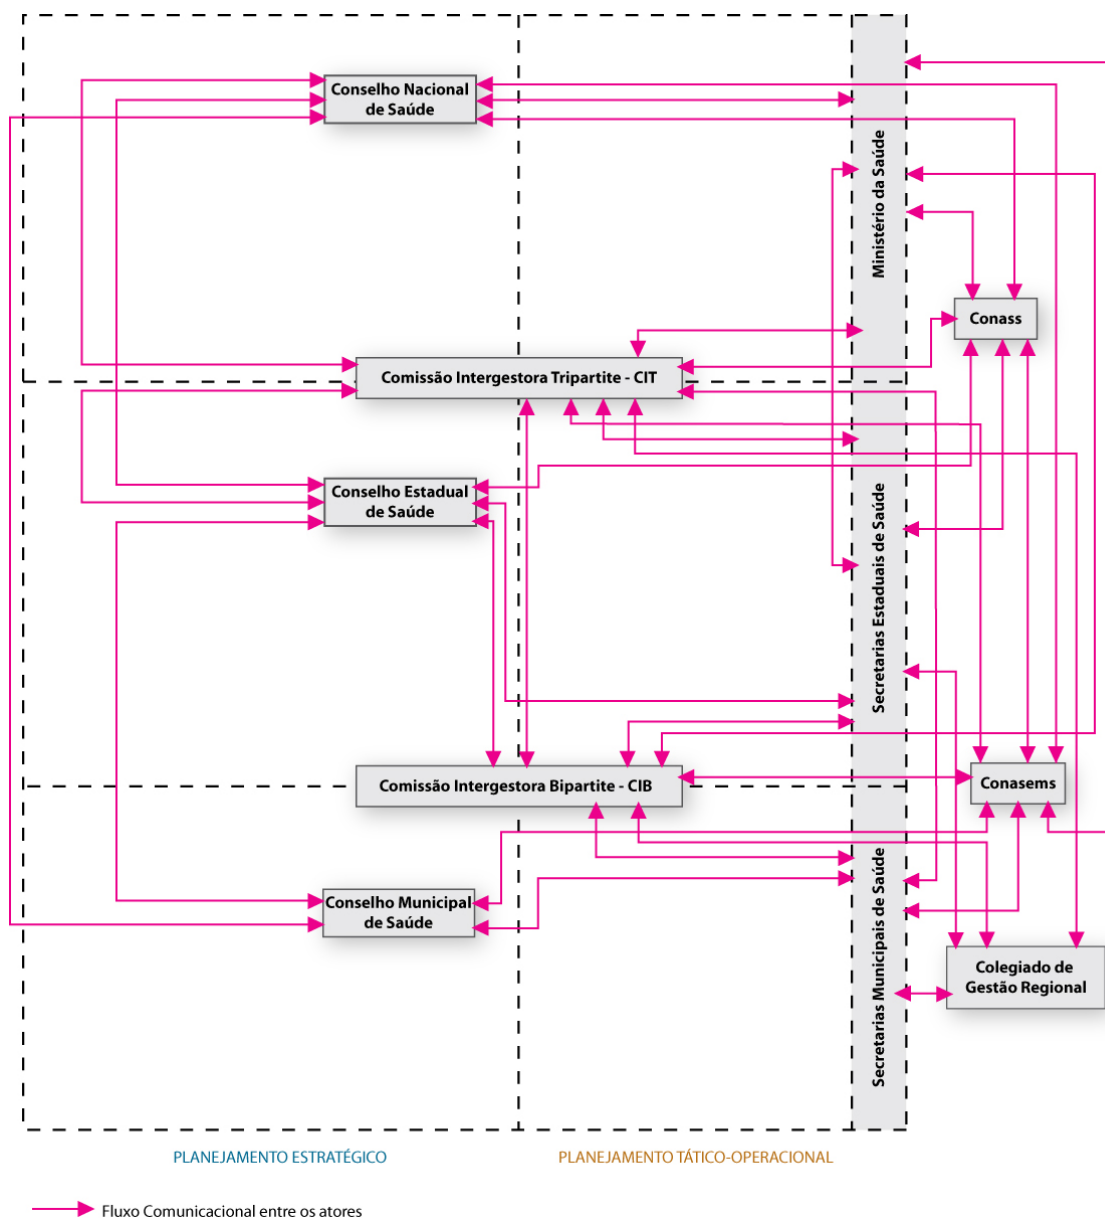 Conselho Nacional
de Saúde
Ministério da Saúde
Conass
Comissão Intergestora Tripartite - CIT
Conselho Estadual
de Saúde
Secretarias Estaduais de Saúde
Comissão Intergestora Bipartite - CIB
Conasems
Conselho Municipal
de Saúde
Secretarias Municipais de Saúde
Colegiado de
Gestão Regional
PLANEJAMENTO ESTRATÉGICO
PLANEJAMENTO TÁTICO-OPERACIONAL
Fluxo Comunicacional entre os atores